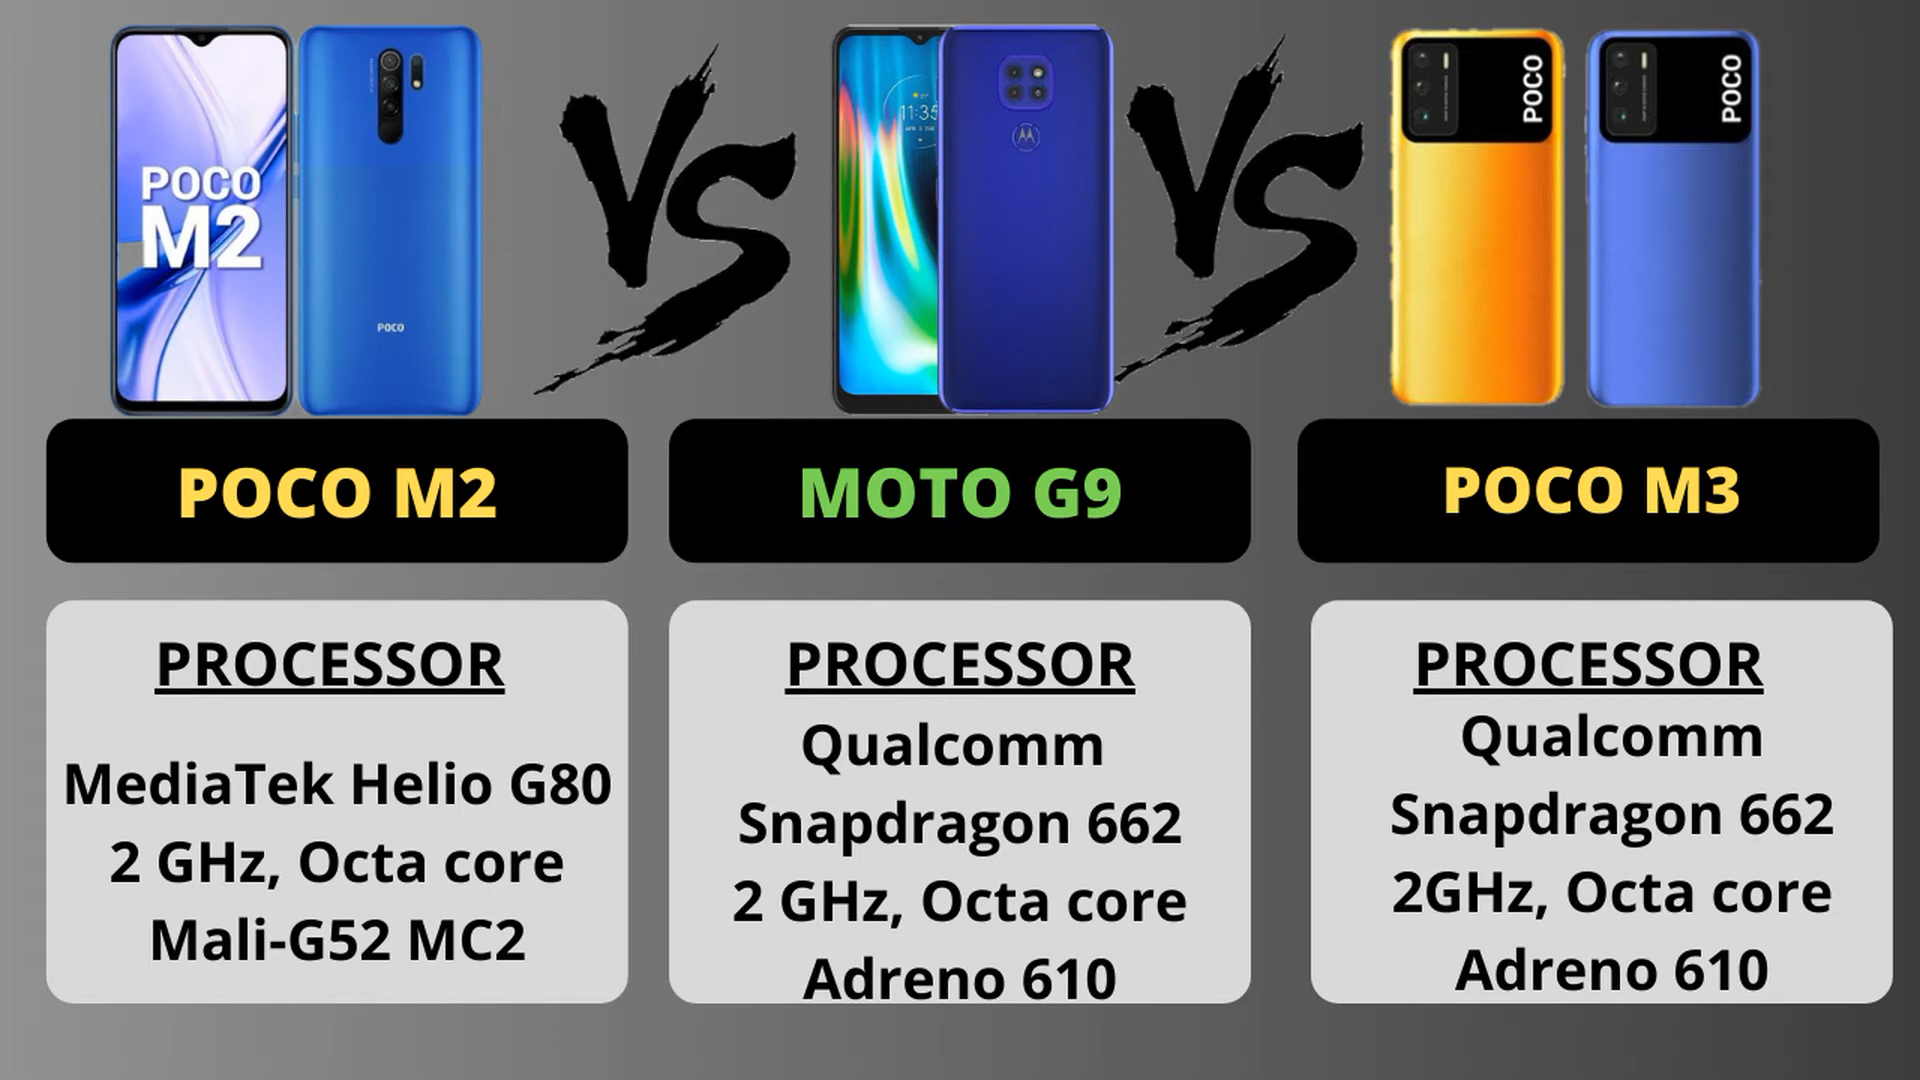 POCO
M2
POCO
VS
11:35
VS
POCO
POCO
POCO M2
MOTO G9
POCO M3
PROCESSOR
MediaTek Helio G80
2 GHz, Octa core
Mali-G52 MC2
PROCESSOR
Qualcomm
Snapdragon 662
2 GHz, Octa core
Adreno 610
PROCESSOR
Qualcomm
Snapdragon 662
2GHz, Octa core
Adreno 610